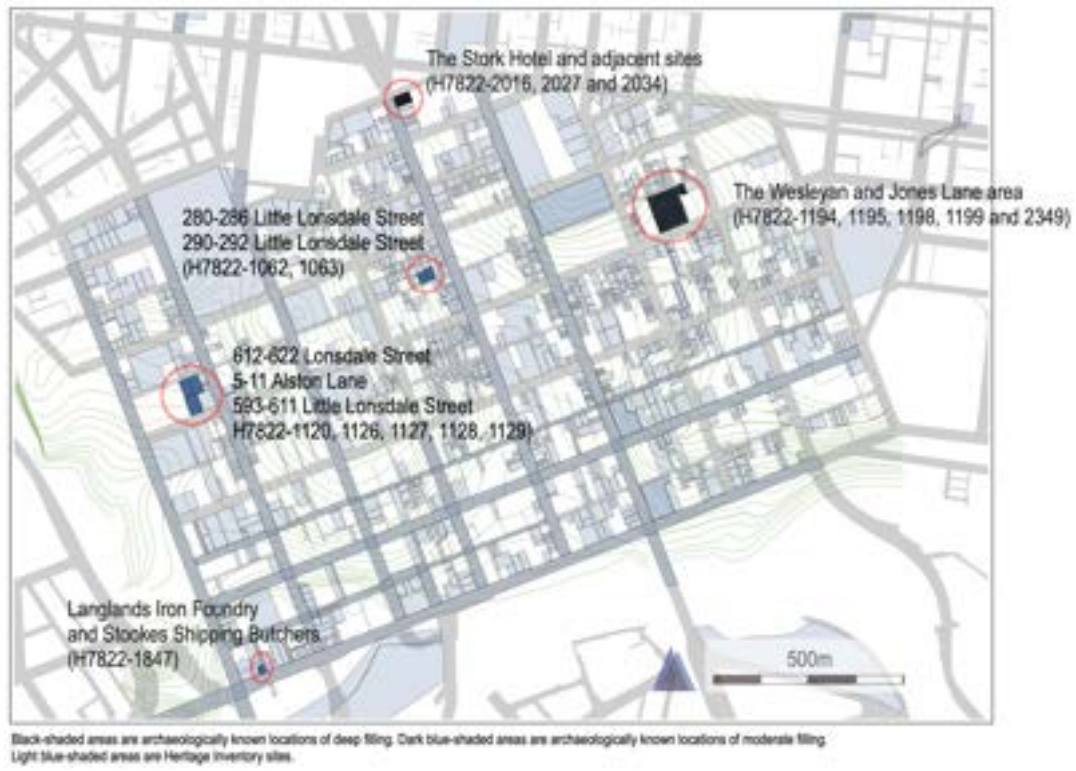 The Stork Hotel and adjacent sites
(H7822-2016, 2027 and 2034)
The Wesleyan and Jones Lane area
(H7822-1194, 1195, 1198, 1199 and 2349)
280-286 Little Lonsdale Street
290-292 Little Lonsdale Street
(H7822-1062, 1063)
612-622 Lonsdale Street
5-11 Alston Lane
593-611 Little Lonsdale Street
H7822-1120, 1126, 1127, 1128, 1129)
Langlands Iron Foundry
and Stookes Shipping Butchers
(H7822-1847)
500m
Black-shaded areas are archaeologically known locations of deep filling. Dark blue-shaded areas are archaeologically known locations of moderate filling.
Light blue-shaded areas are Heritage Inventory sites.